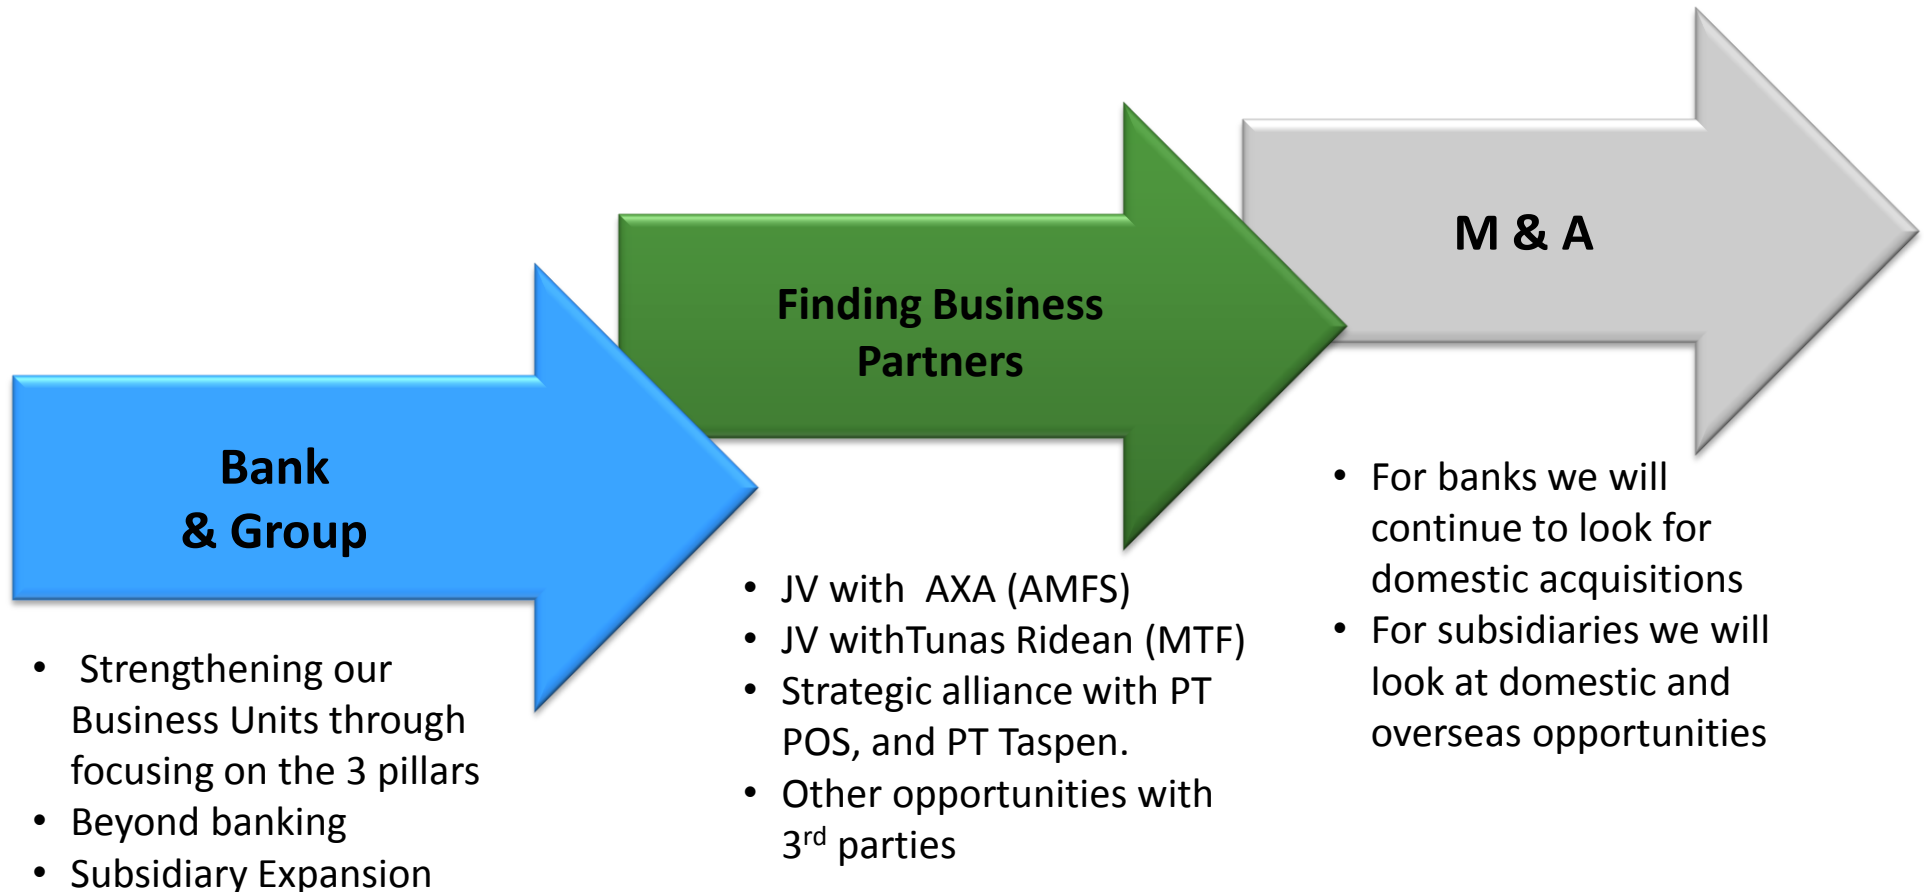 Bank
& Group
• Strengthening our
Business Units through
focusing on the 3 pillars
• Beyond banking
• Subsidiary Expansion
Finding Business
Partners
• JV with  AXA (AMFS)
• JV withTunas Ridean (MTF)
• Strategic alliance with PT
POS, and PT Taspen.
• Other opportunities with
3rd parties
M & A
• For banks we will
continue to look for
domestic acquisitions
• For subsidiaries we will
look at domestic and
overseas opportunities